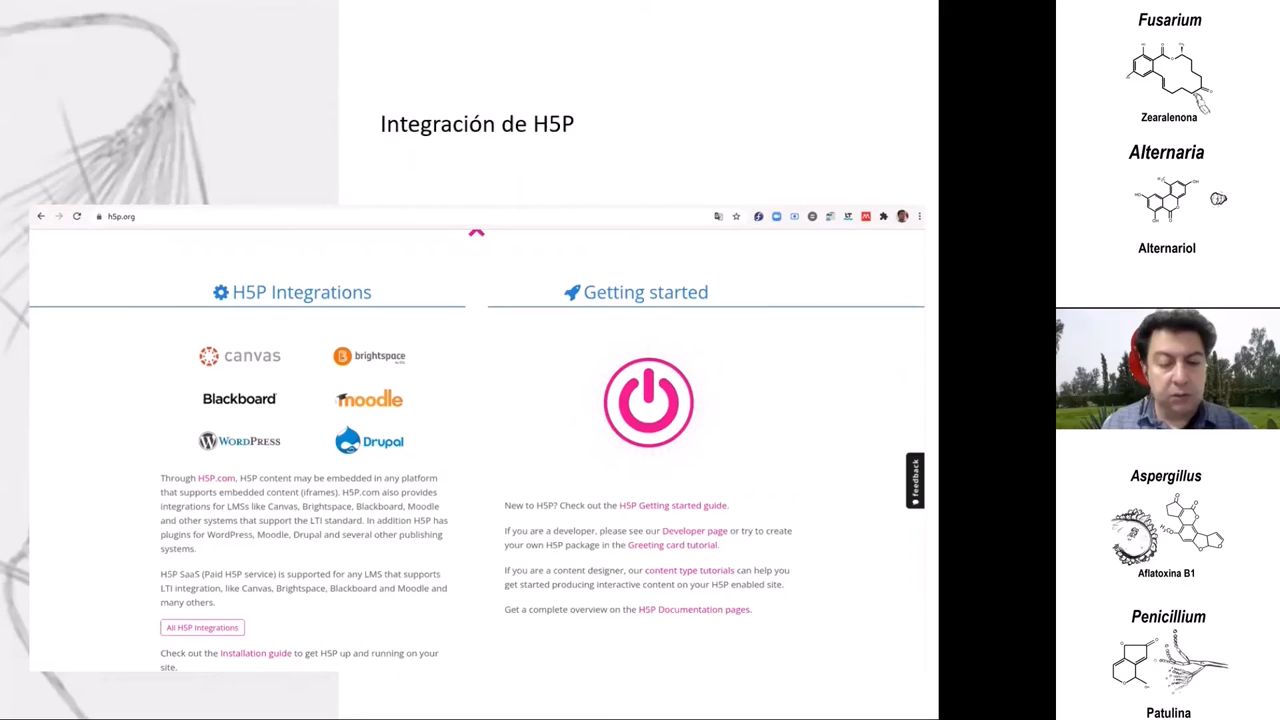 Integración de H5P
h5p.org
H5P Integrations
canvas
brightspace
Blackboard
moodle
WORDPRESS
Drupal
Through H5P.com, H5P content may be embedded in any platform
that supports embedded content (iframes). H5P.com also provides
integrations for LMSs like Canvas, Brightspace, Blackboard, Moodle
and other systems that support the LTI standard. In addition H5P has
plugins for WordPress, Moodle, Drupal and several other publishing
systems.
H5P SaaS (Paid H5P service) is supported for any LMS that supports
LTI integration, like Canvas, Brightspace, Blackboard and Moodle and
many others.
All H5P Integrations
Check out the Installation guide to get H5P up and running on your
site.
Getting started
New to H5P? Check out the H5P Getting started guide.
If you are a developer, please see our Developer page or try to create
your own H5P package in the Greeting card tutorial.
If you are a content designer, our content type tutorials can help you
get started producing interactive content on your H5P enabled site.
Get a complete overview on the H5P Documentation pages.
feedback
Fusarium
Zearalenona
Alternaria
Alternariol
Aspergillus
Aflatoxina B1
Penicillium
Patulina